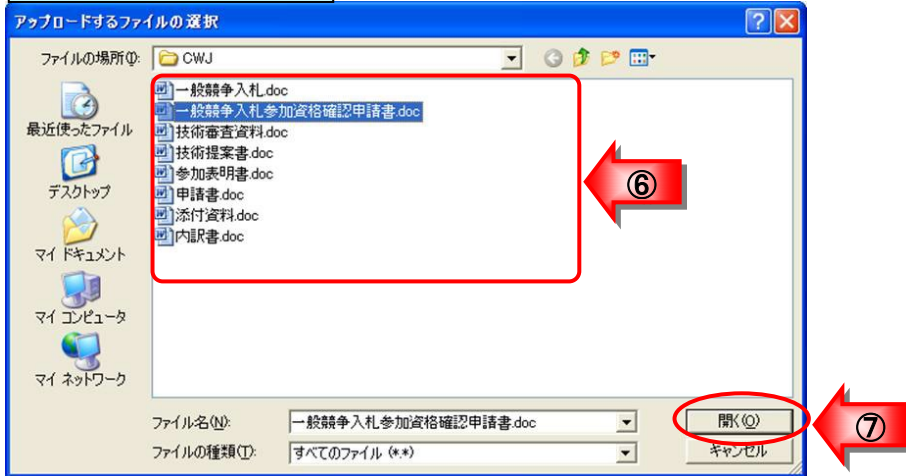 アップロードするファイルの選択
ファイルの場所(I):
CWJ
一般競争入札.doc
一般競争入札参加資格確認申請書.doc
技術審査資料.doc
技術提案書.doc
参加表明書.doc
申請書.doc
添付資料.doc
内訳書.doc
最近使ったファイル
デスクトップ
マイ ドキュメント
マイ コンピュータ
マイ ネットワーク
⑥
ファイル名(N):
一般競争入札参加資格確認申請書.doc
開く(O)
⑦
ファイルの種類(T):
すべてのファイル (*.*)
キャンセル